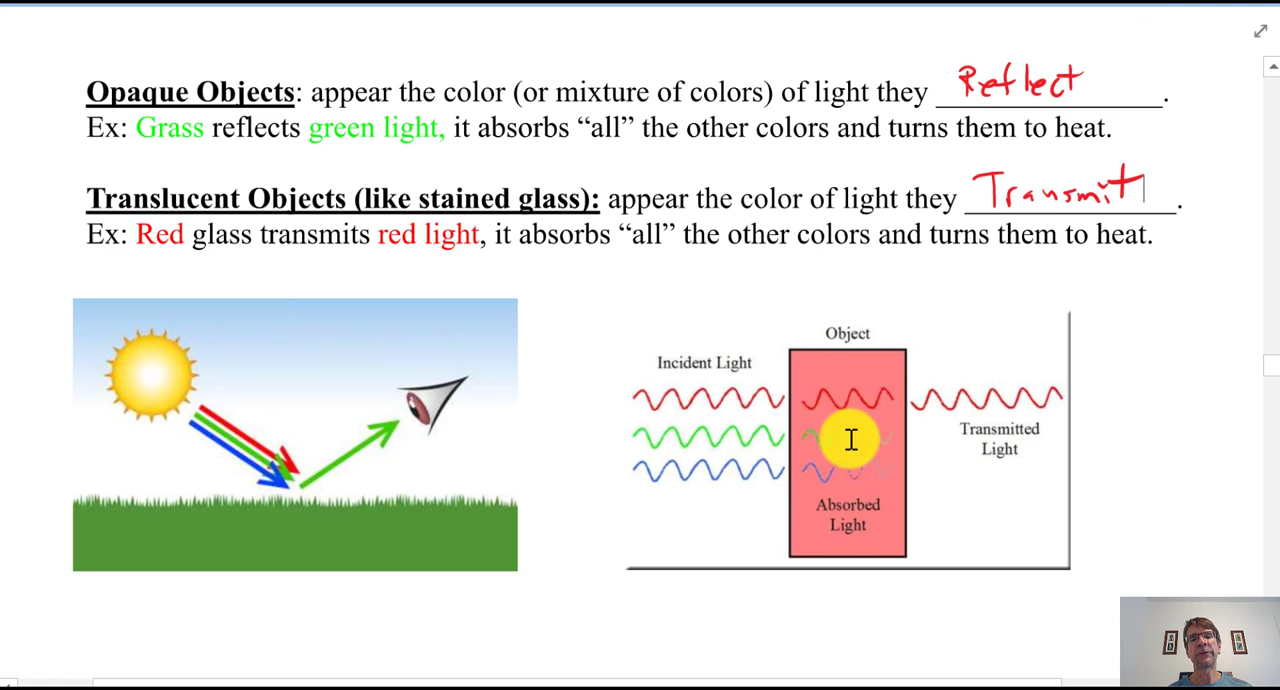 Opaque Objects: appear the color (or mixture of colors) of light they Reflect.
Ex: Grass reflects green light, it absorbs “all” the other colors and turns them to heat.
Translucent Objects (like stained glass): appear the color of light they Transmit.
Ex: Red glass transmits red light, it absorbs “all” the other colors and turns them to heat.
Object
Incident Light
Transmitted
Light
Absorbed
Light